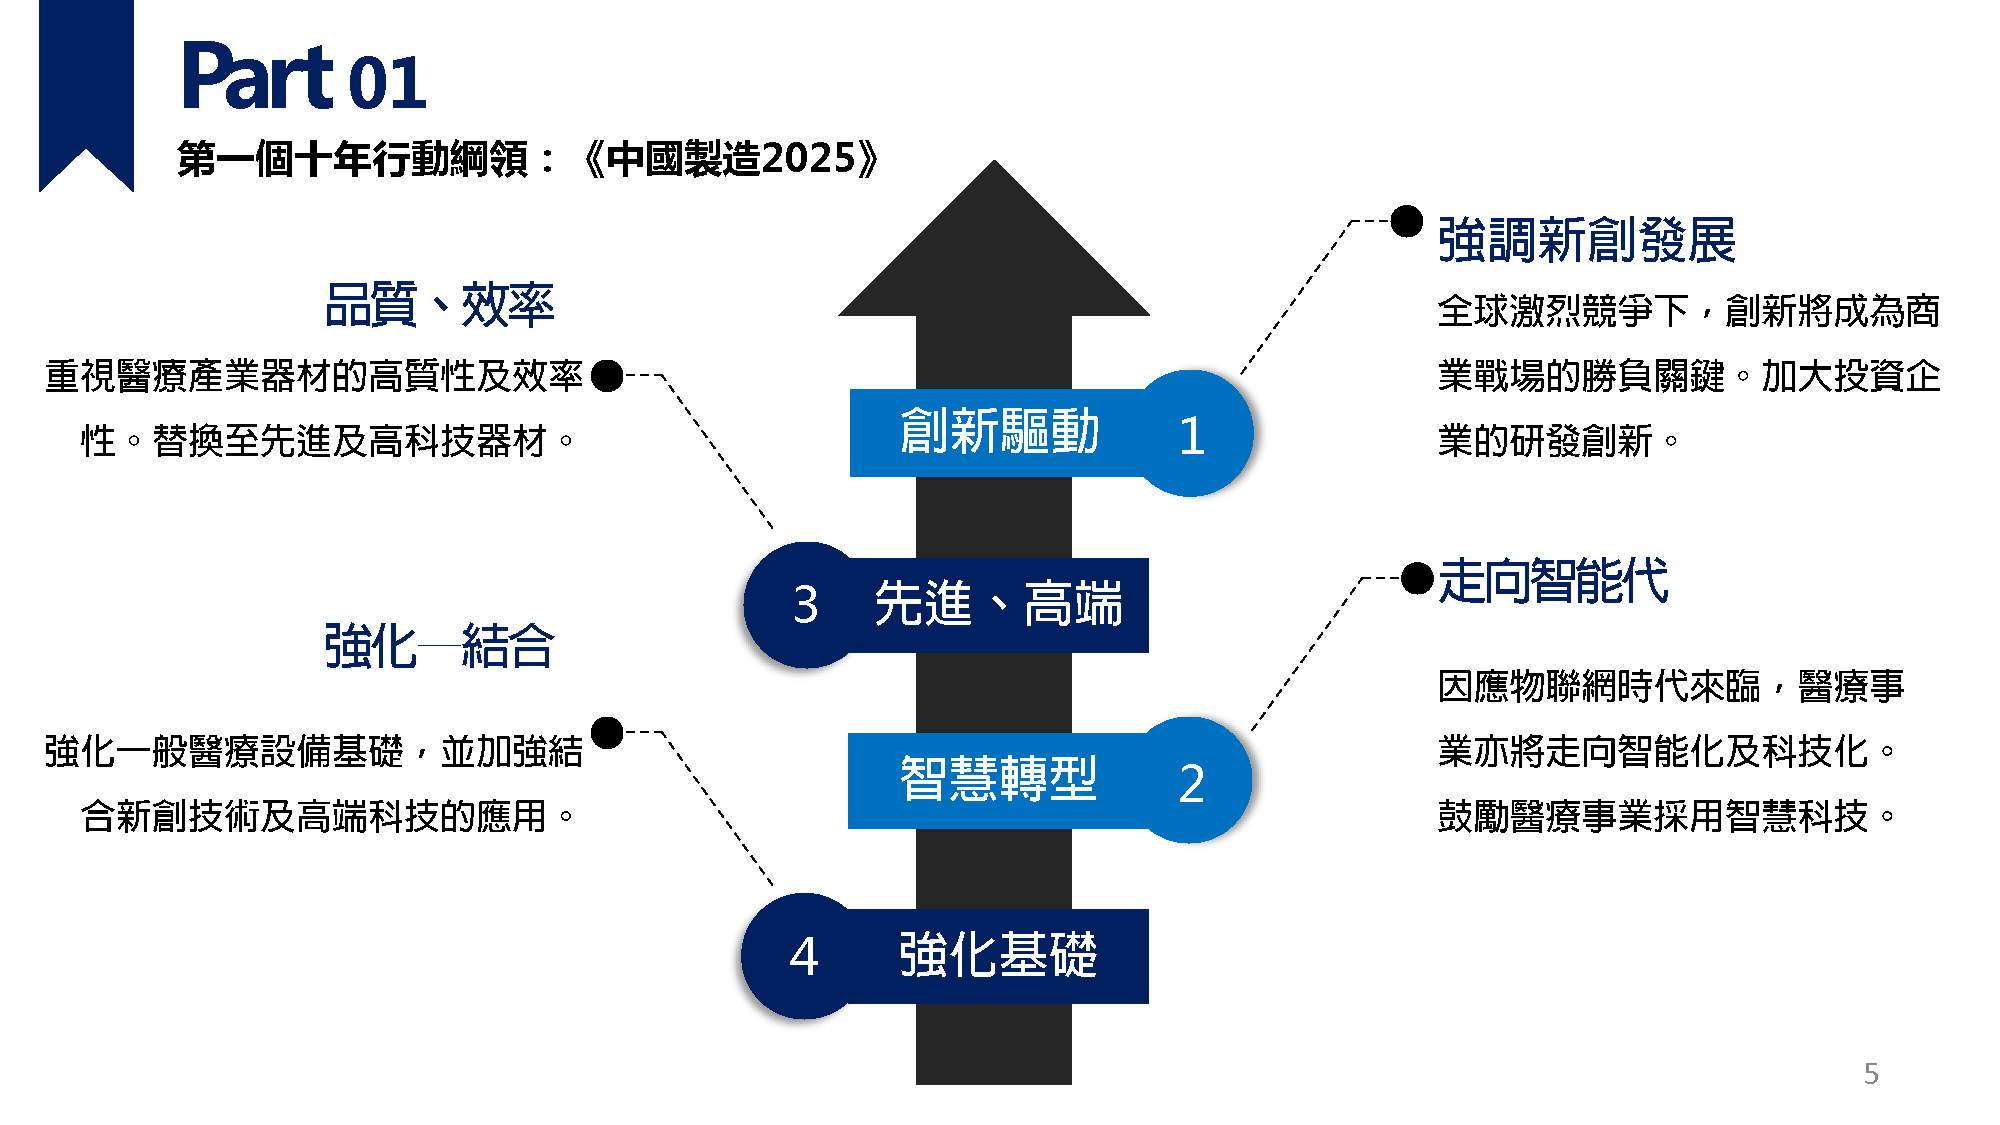 Part 01
第一個十年行動綱領：《中國製造2025》
強調新創發展
全球激烈競爭下，創新將成為商
業戰場的勝負關鍵。加大投資企
業的研發創新。
品質、效率
重視醫療產業器材的高質性及效率
性。替換至先進及高科技器材。
創新驅動 1
3 先進、高端
走向智能代
因應物聯網時代來臨，醫療事
業亦將走向智能化及科技化。
鼓勵醫療事業採用智慧科技。
強化─結合
強化一般醫療設備基礎，並加強結
合新創技術及高端科技的應用。
智慧轉型 2
4 強化基礎
5